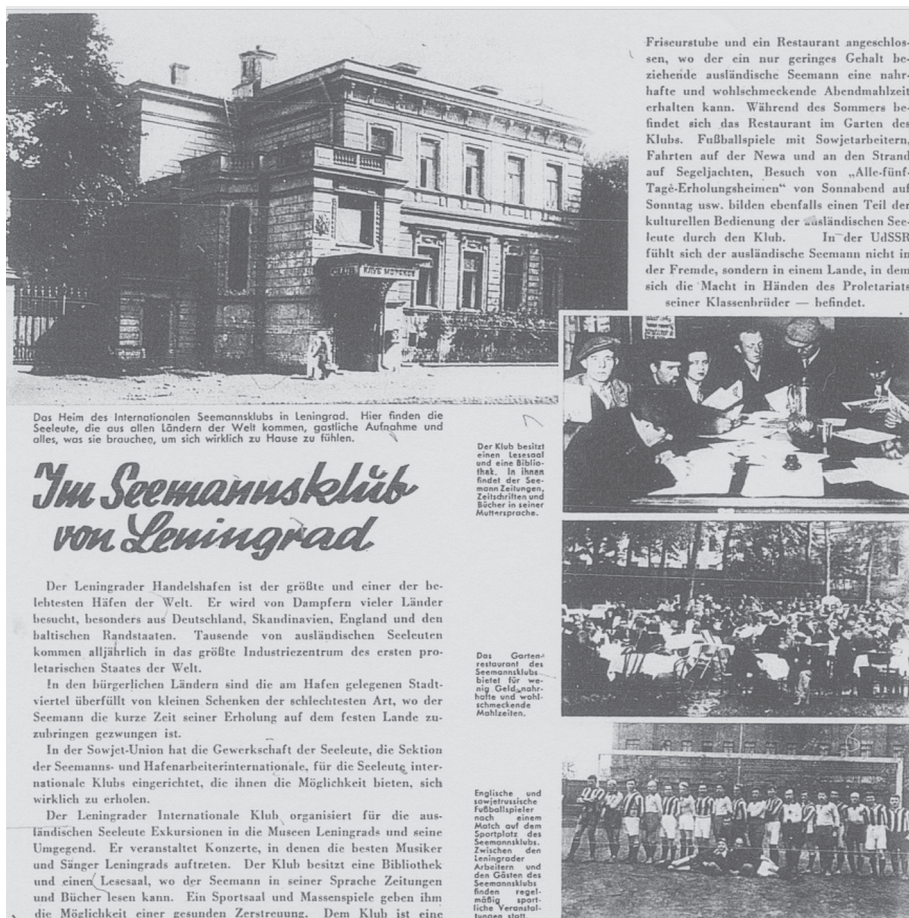 КЛУБ
Das Heim des Internationalen Seemannsklubs in Leningrad. Hier finden die
Seeleute, die aus allen Ländern der Welt kommen, gastliche Aufnahme und
alles, was sie brauchen, um sich wirklich zu Hause zu fühlen.
Im Seemannsklub
von Leningrad
Der Leningrader Handelshafen ist der größte und einer der be-
lebtesten Häfen der Welt. Er wird von Dampfern vieler Länder
besucht, besonders aus Deutschland, Skandinavien, England und den
baltischen Randstaaten. Tausende von ausländischen Seeleuten
kommen alljährlich in das größte Industriezentrum des ersten pro-
letarischen Staates der Welt.
In den bürgerlichen Ländern sind die am Hafen gelegenen Stadt-
viertel überfüllt von kleinen Schenken der schlechtesten Art, wo der
Seemann die kurze Zeit seiner Erholung auf dem festen Lande zu-
zubringen gezwungen ist.
In der Sowjet-Union hat die Gewerkschaft der Seeleute, die Sektion
der Seemanns- und Hafenarbeiterinternationale, für die Seeleute inter-
nationale Klubs eingerichtet, die ihnen die Möglichkeit bieten, sich
wirklich zu erholen.
Der Leningrader Internationale Klub organisiert für die aus-
ländischen Seeleute Exkursionen in die Museen Leningrads und seine
Umgegend. Er veranstaltet Konzerte, in denen die besten Musiker
und Sänger Leningrads auftreten. Der Klub besitzt eine Bibliothek
und einen Lesesaal, wo der Seemann in seiner Sprache Zeitungen
und Bücher lesen kann. Ein Sportsaal und Massenspiele geben ihm
die Möglichkeit einer gesunden Zerstreuung. Dem Klub ist eine
Friseurstube und ein Restaurant angeschlos-
sen, wo der ein nur geringes Gehalt be-
ziehende ausländische Seemann eine nahr-
hafte und wohlschmeckende Abendmahlzeit
erhalten kann. Während des Sommers be-
findet sich das Restaurant im Garten des
Klubs. Fußballspiele mit Sowjetarbeitern,
Fahrten auf der Newa und an den Strand
auf Segeljachten, Besuch von „Alle-fünf-
Tage-Erholungsheimen“ von Sonnabend auf
Sonntag usw. bilden ebenfalls einen Teil der
kulturellen Bedienung der ausländischen See-
leute durch den Klub. In der UdSSR
fühlt sich der ausländische Seemann nicht in
der Fremde, sondern in einem Lande, in dem
sich die Macht in Händen des Proletariats
seiner Klassenbrüder — befindet.
Der Klub besitzt
einen Lesesaal
und eine Biblio-
thek. In ihnen
findet der See-
mann Zeitungen,
Zeitschriften und
Bücher in seiner
Muttersprache.
Das Garten-
restaurant des
Seemannsklubs
bietet für we-
nig Geld nahr-
hafte und wohl-
schmeckende
Mahlzeiten.
Englische und
sowjetrussische
Fußballspieler
nach einem
Match auf dem
Sportplatz des
Seemannsklubs.
Zwischen den
Leningrader
Arbeitern und
den Gästen des
Seemannsklubs
finden regel-
mäßig sport-
liche Veranstal-
tungen statt.